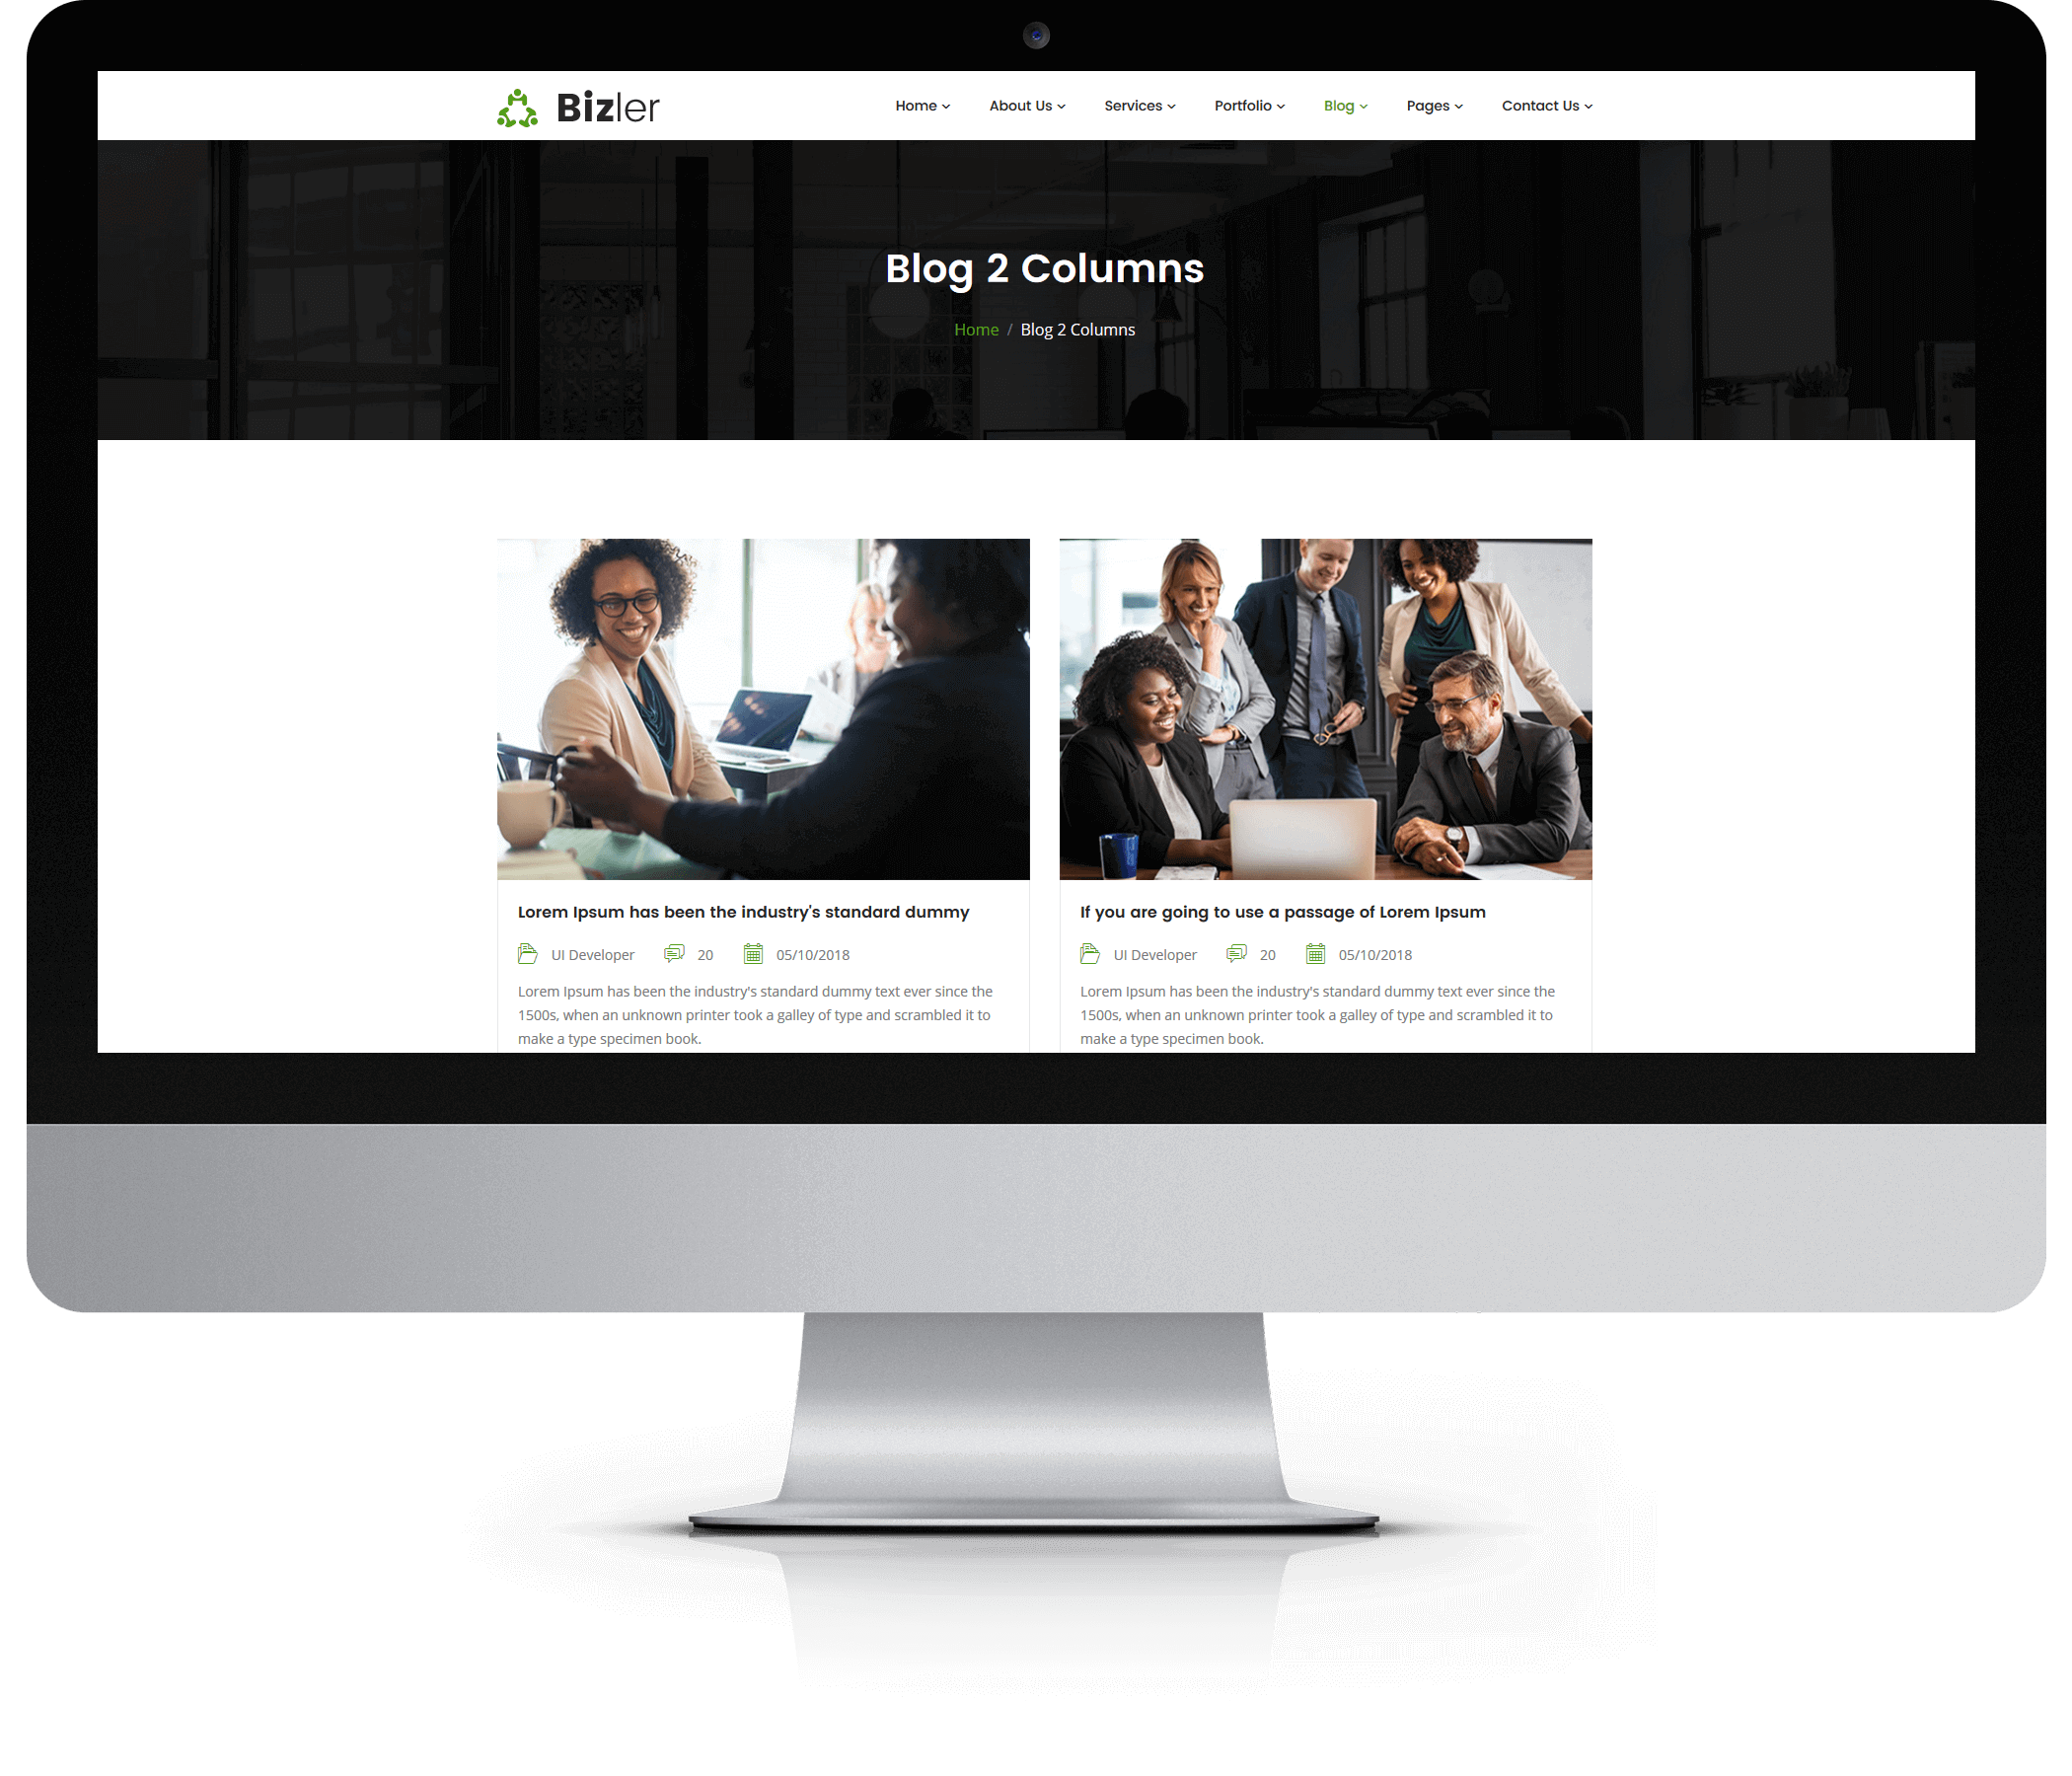 Bizler
Home About Us Services Portfolio Blog Pages Contact Us
Blog 2 Columns
Home / Blog 2 Columns
Lorem Ipsum has been the industry's standard dummy
UI Developer 20 05/10/2018
Lorem Ipsum has been the industry's standard dummy text ever since the
1500s, when an unknown printer took a galley of type and scrambled it to
make a type specimen book.
If you are going to use a passage of Lorem Ipsum
UI Developer 20 05/10/2018
Lorem Ipsum has been the industry's standard dummy text ever since the
1500s, when an unknown printer took a galley of type and scrambled it to
make a type specimen book.